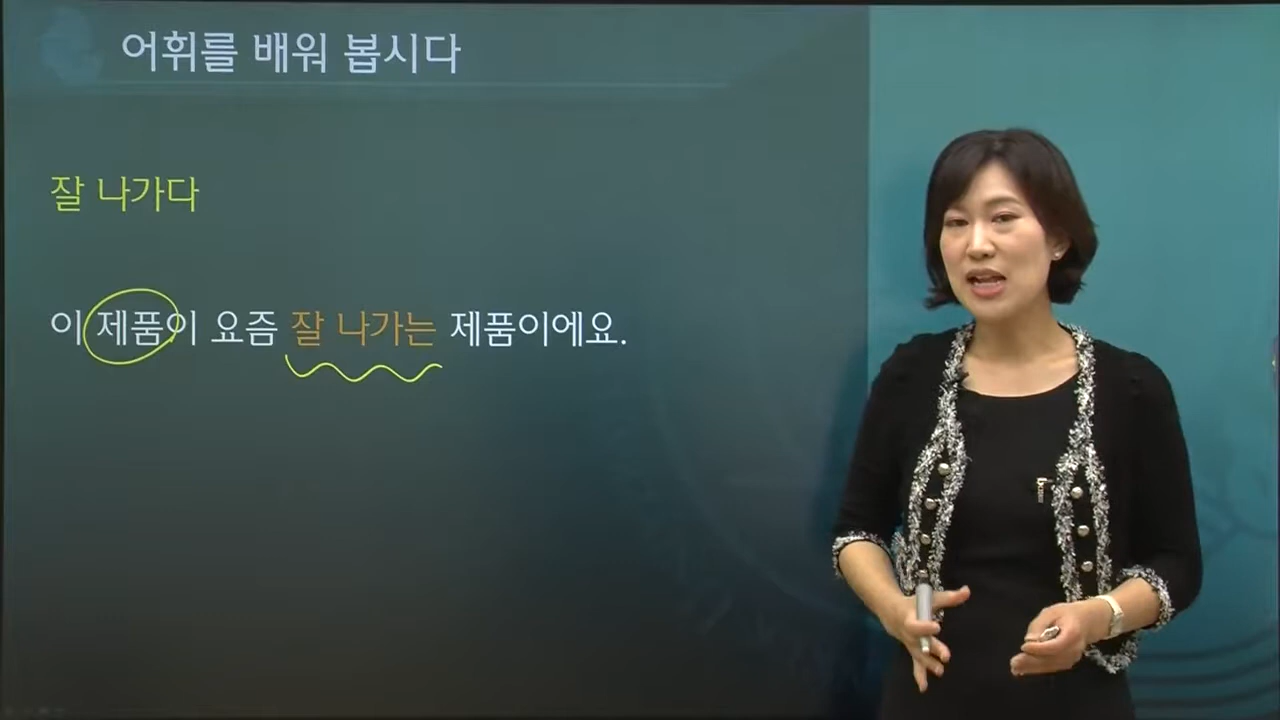 어휘를 배워 봅시다
잘 나가다
이 제품이 요즘 잘 나가는 제품이에요.